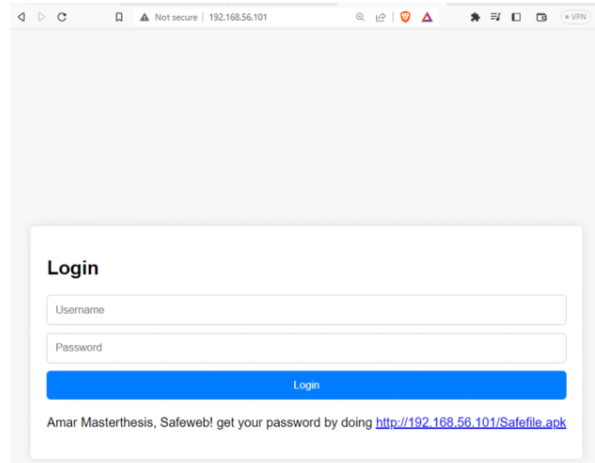 Not secure 192.168.56.101 VPN
Login
Username
Password
Login
Amar Masterthesis, Safeweb! get your password by doing http://192.168.56.101/Safefile.apk